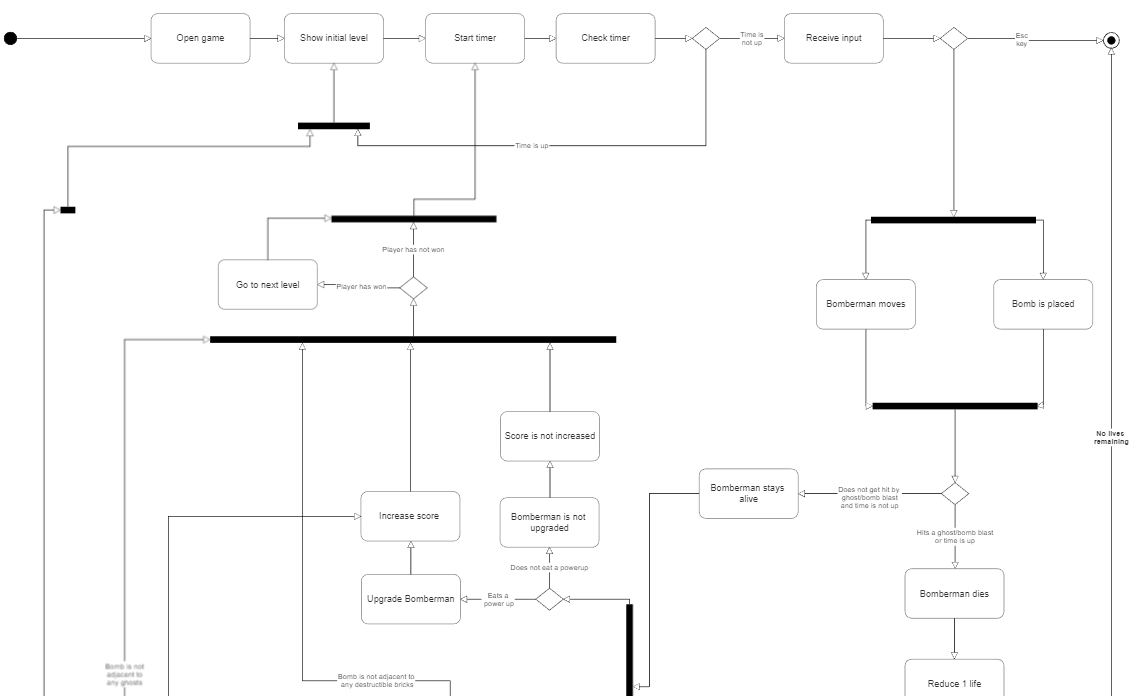 Open game
Show initial level
Start timer
Check timer
Time is
not up
Receive input
Esc
key
Time is up
Player has not won
Go to next level
Player has won
Bomberman moves
Bomb is placed
Score is not increased
No lives
remaining
Bomberman stays
alive
Does not get hit by
ghost/bomb blast
and time is not up
Increase score
Bomberman is not
upgraded
Hits a ghost/bomb blast
or time is up
Does not eat a powerup
Upgrade Bomberman
Eats a
power up
Bomberman dies
Bomb is not
adjacent to
any ghosts
Bomb is not adjacent to
any destructible bricks
Reduce 1 life